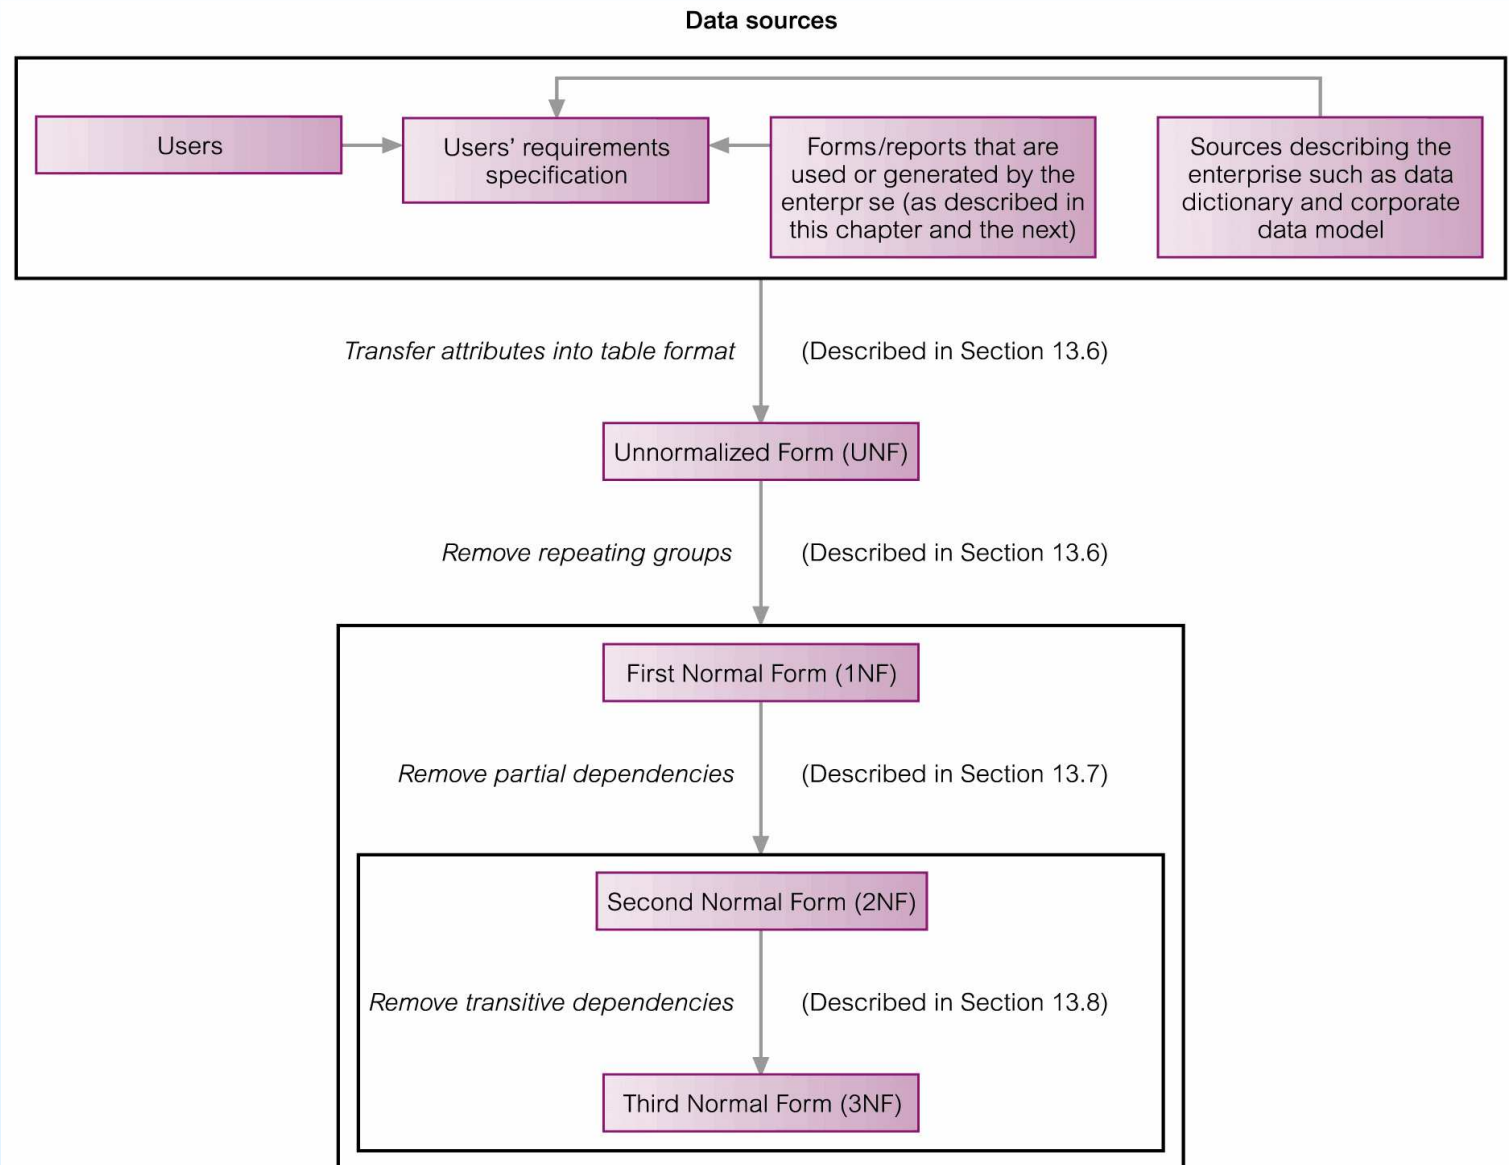 Data sources
Users
Users' requirements
specification
Forms/reports that are
used or generated by the
enterpr se (as described in
this chapter and the next)
Sources describing the
enterprise such as data
dictionary and corporate
data model
Transfer attributes into table format
(Described in Section 13.6)
Unnormalized Form (UNF)
Remove repeating groups
(Described in Section 13.6)
First Normal Form (1NF)
Remove partial dependencies
(Described in Section 13.7)
Second Normal Form (2NF)
Remove transitive dependencies
(Described in Section 13.8)
Third Normal Form (3NF)